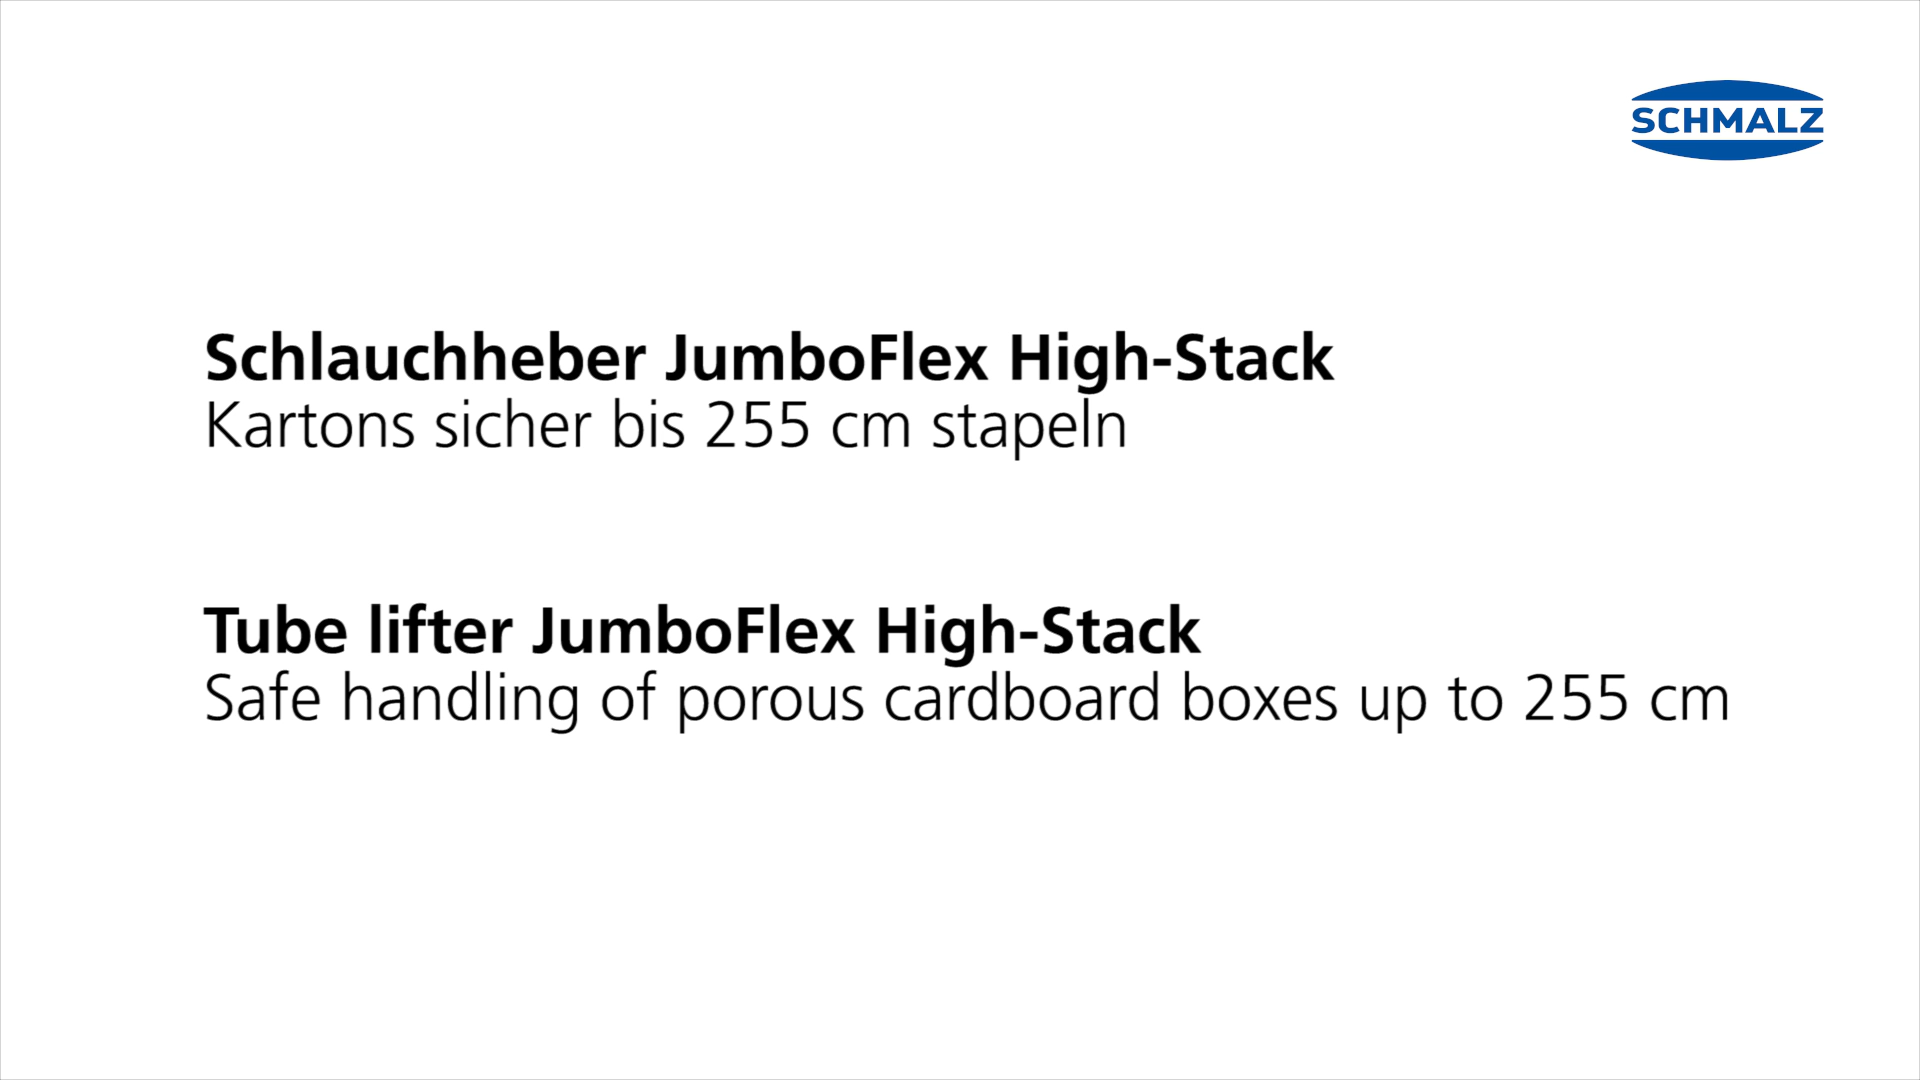 SCHMALZ
Schlauchheber JumboFlex High-Stack
Kartons sicher bis 255 cm stapeln
Tube lifter JumboFlex High-Stack
Safe handling of porous cardboard boxes up to 255 cm